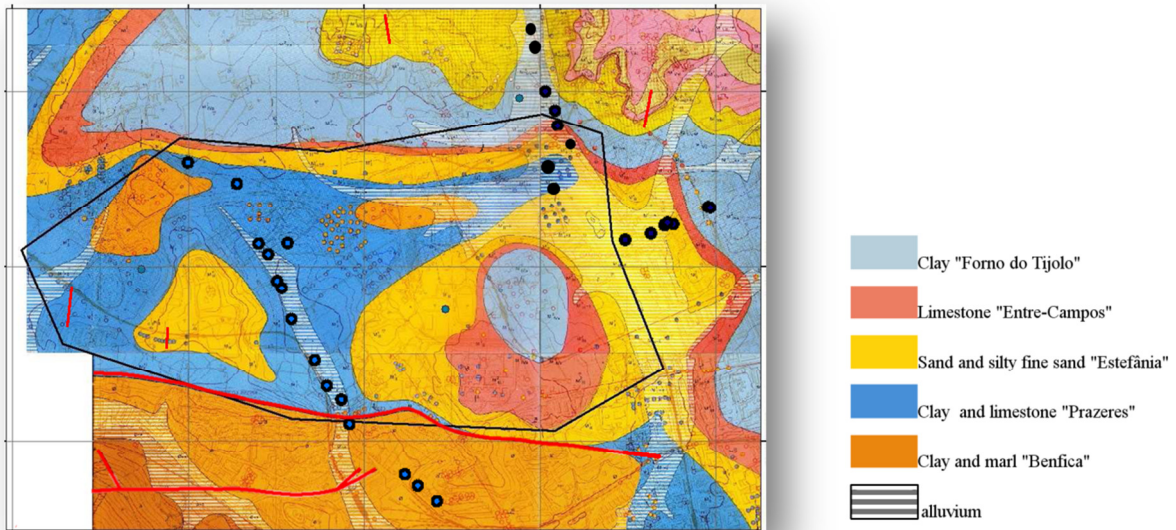 Clay "Forno do Tijolo"
Limestone "Entre-Campos"
Sand and silty fine sand "Estefânia"
Clay and limestone "Prazeres"
Clay and marl "Benfica"
alluvium